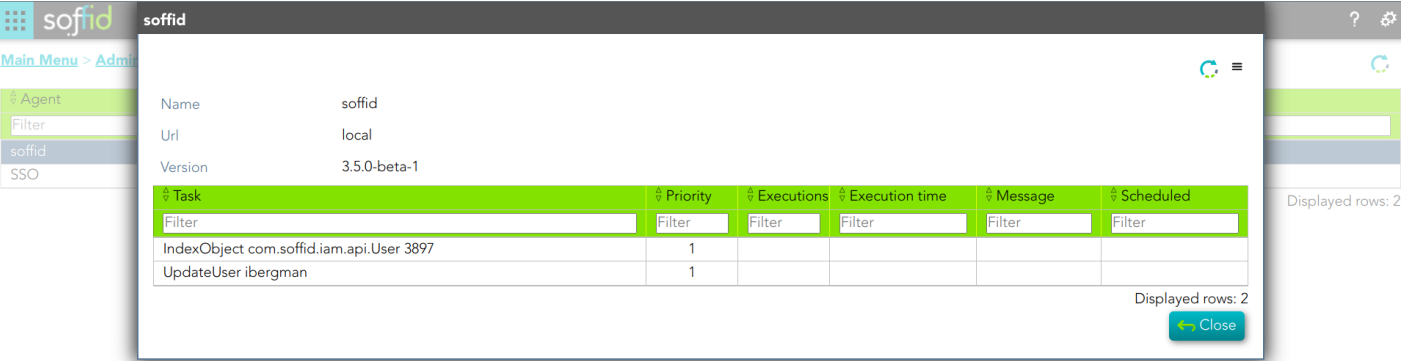 soffid
soffid
?
Main Menu > Admi
Agent
Filter
soffid
SSO
Name soffid
Url local
Version 3.5.0-beta-1
Task Priority Executions Execution time Message Scheduled
Filter Filter Filter Filter Filter Filter
IndexObject com.soffid.iam.api.User 3897 1
UpdateUser ibergman 1
Displayed rows: 2
Displayed rows: 2
Close